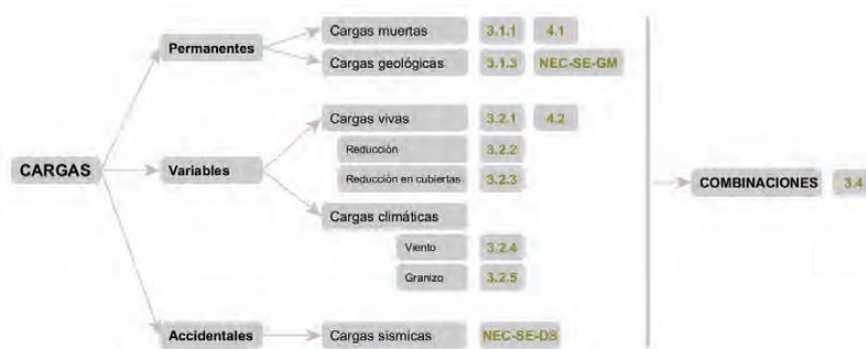 Permanentes
Cargas muertas 3.1.1 4.1
Cargas geológicas 3.1.3 NEC-SE-GM
CARGAS
Variables
Cargas vivas 3.2.1 4.2
Reducción 3.2.2
Reducción en cubiertas 3.2.3
Cargas climáticas
Viento 3.2.4
Granizo 3.2.5
Accidentales
Cargas sísmicas NEC-SE-DS
COMBINACIONES 3.4